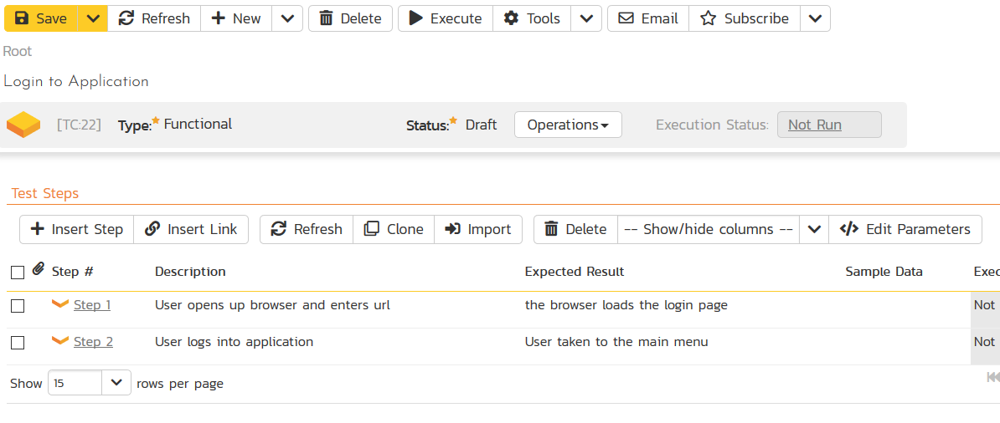 Save Refresh New Delete Execute Tools Email Subscribe
Root
Login to Application
[TC:22] Type: Functional Status: Draft Operations Execution Status: Not Run
Test Steps
Insert Step Insert Link Refresh Clone Import Delete -- Show/hide columns -- Edit Parameters
Step # Description Expected Result Sample Data
Step 1 User opens up browser and enters url the browser loads the login page Not
Step 2 User logs into application User taken to the main menu Not
Show 15 rows per page